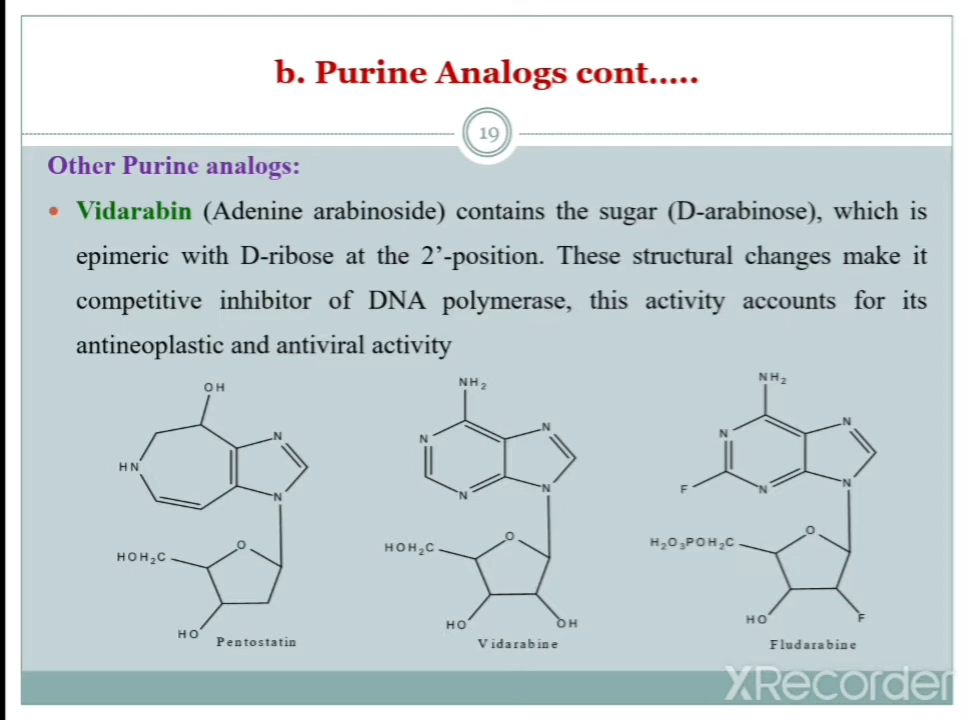 b. Purine Analogs cont.....
19
Other Purine analogs:
• Vidarabin (Adenine arabinoside) contains the sugar (D-arabinose), which is
epimeric with D-ribose at the 2’-position. These structural changes make it
competitive inhibitor of DNA polymerase, this activity accounts for its
antineoplastic and antiviral activity
OH
N
HN
N
O
HOH₂C
HO
Pentostatin
NH₂
N
N
N
N
O
HOH₂C
HO
OH
Vidarabine
NH₂
N
N
F
N
N
O
H₂O₃POH₂C
HO
F
Fludarabine
XRecorder